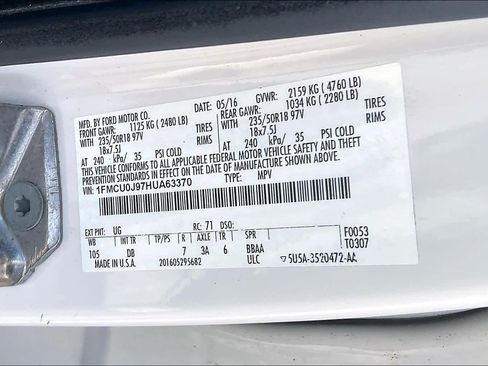 MFD. BY FORD MOTOR CO.
05/16 GVWR: 2159 KG ( 4760 LB)
FRONT GAWR: 1125 KG ( 2480 LB) REAR GAWR: 1034 KG ( 2280 LB)
235/50R18 97V TIRES 235/50R18 97V TIRES
18x7.5J RIMS 18x7.5J RIMS
AT 240 kPa/ 35 PSI COLD AT 240 kPa/ 35 PSI COLD
THIS VEHICLE CONFORMS TO ALL APPLICABLE FEDERAL MOTOR VEHICLE SAFETY AND BUMPER
STANDARDS AND THEFT PREVENTION STANDARDS IN EFFECT ON THE DATE OF MANUFACTURE SHOWN ABOVE.
VIN: 1FMCU0J97HUA63370 TYPE: MPV
EXT PNT: UG RC: 71 DSO: F0053
WB INT TR TP/PS R AXLE TR SPR T0307
105 DB 7 3A 6 BBAA
MADE IN U.S.A. 201605295682 ULC 5U5A-3520472-AA